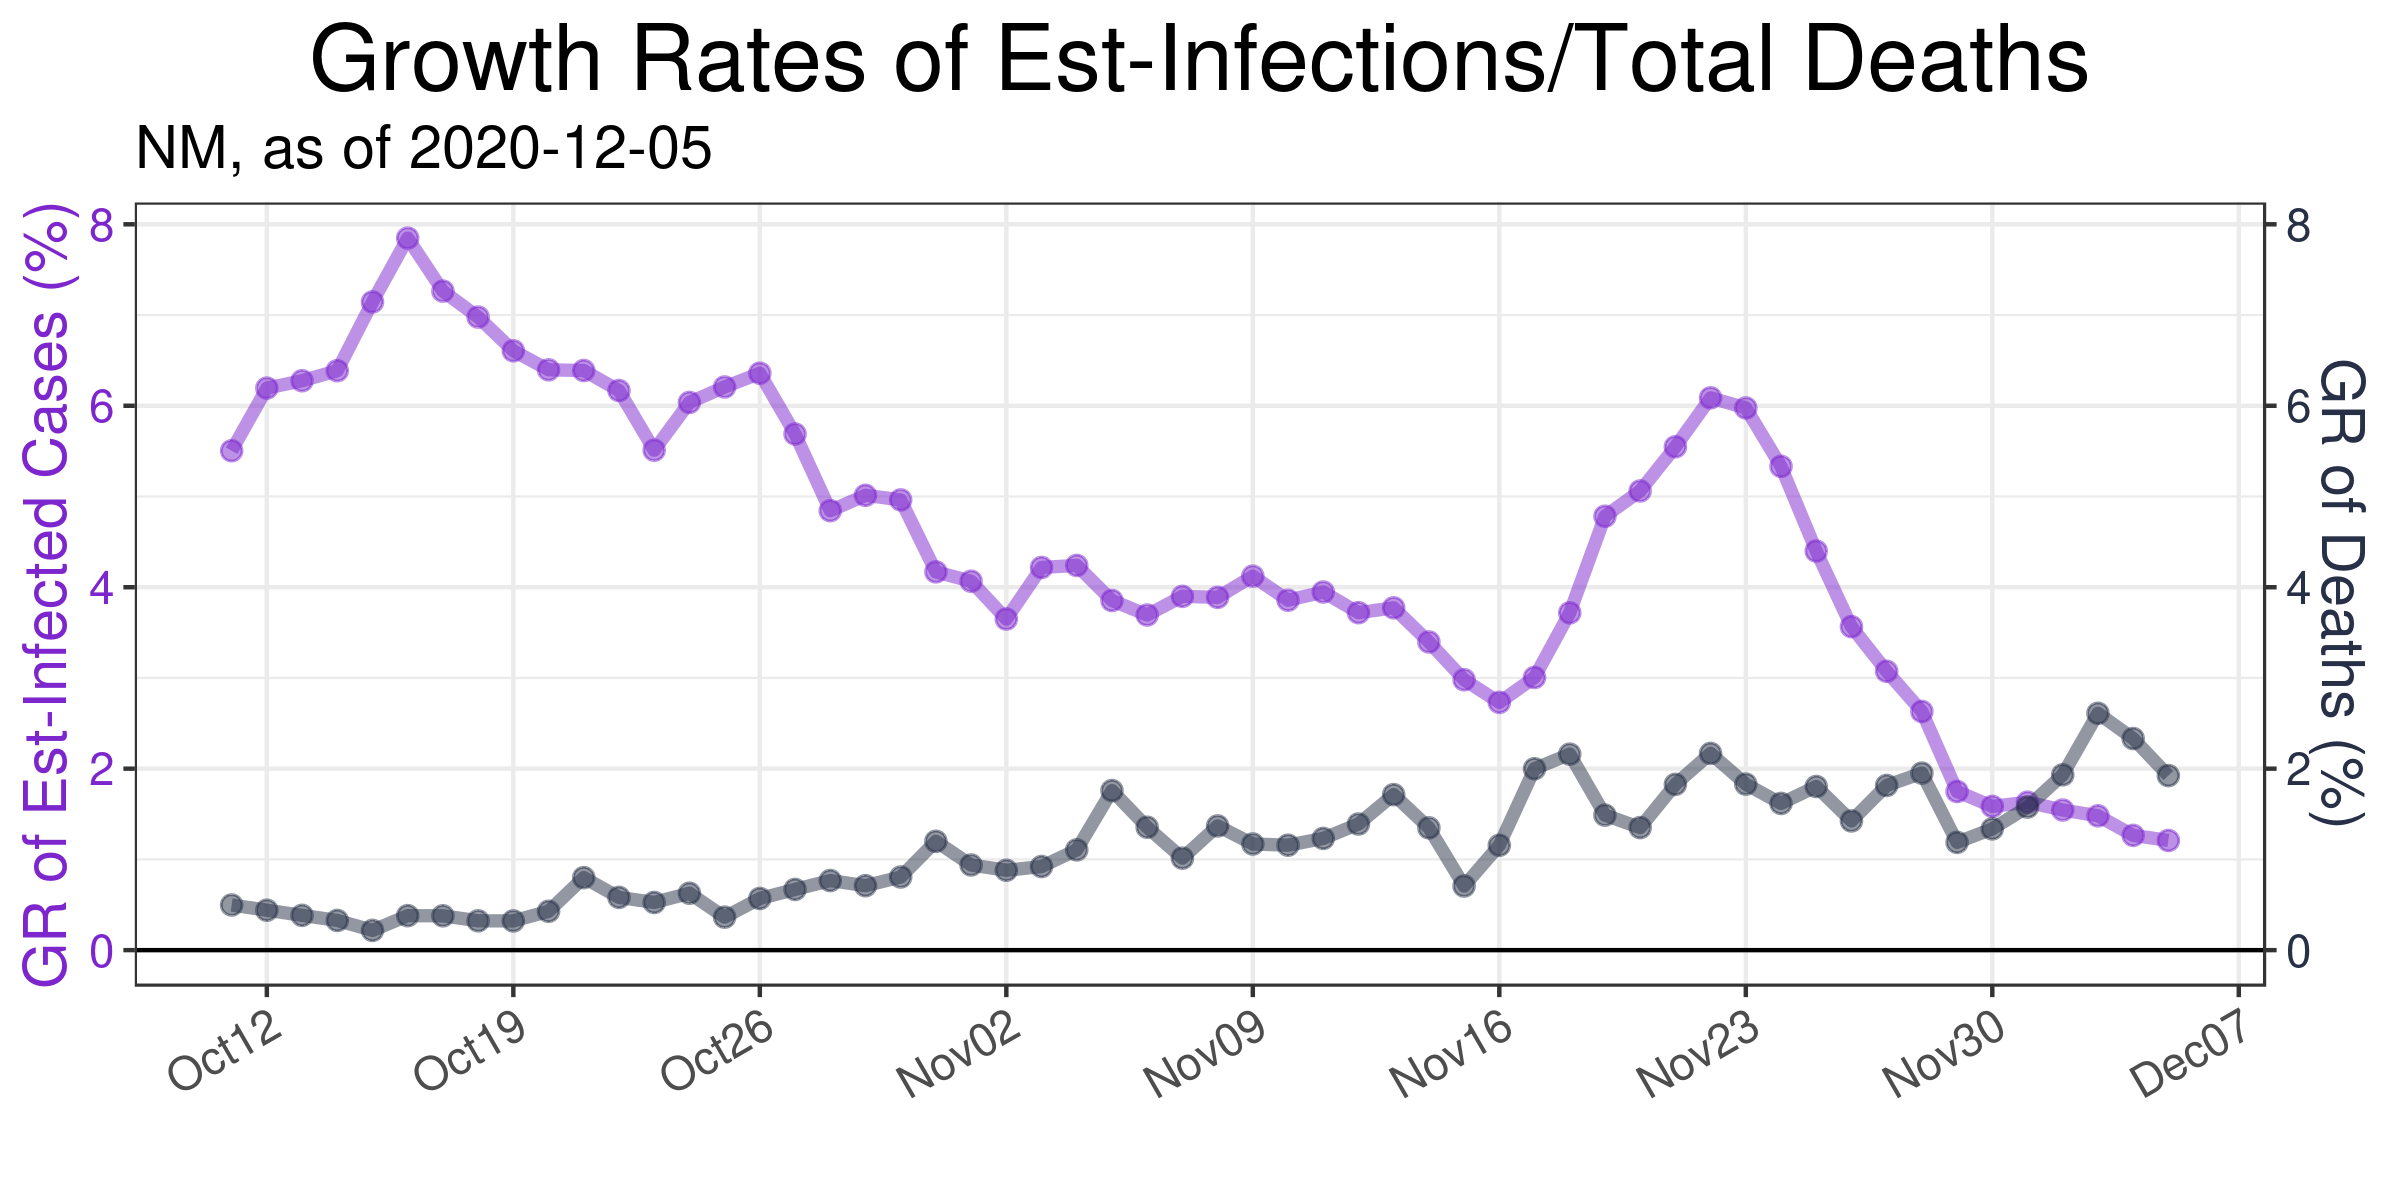 Growth Rates of Est-Infections/Total Deaths
NM, as of 2020-12-05
GR of Est-Infected Cases (%)
8
6
4
2
0
8
6
4
2
0
GR of Deaths (%)
Oct12
Oct19
Oct26
Nov02
Nov09
Nov16
Nov23
Nov30
Dec07